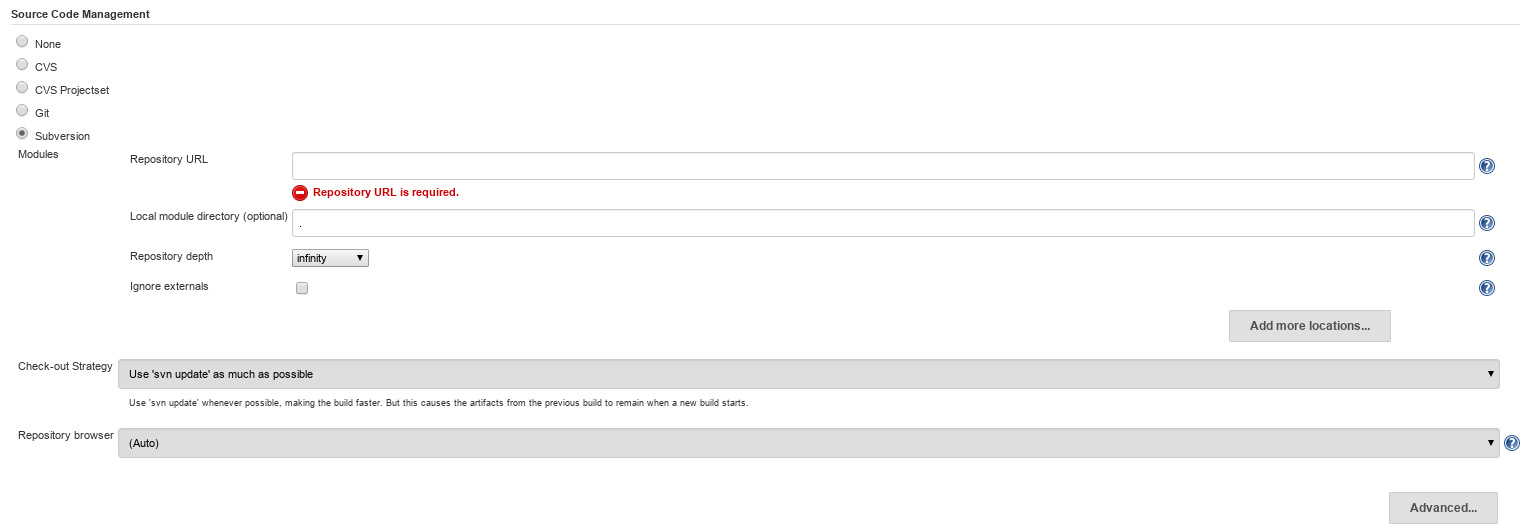 Source Code Management
None
CVS
CVS Projectset
Git
Subversion
Modules
Repository URL
Repository URL is required.
Local module directory (optional)
.
Repository depth
infinity
Ignore externals
Add more locations...
Check-out Strategy
Use 'svn update' as much as possible
Use 'svn update' whenever possible, making the build faster. But this causes the artifacts from the previous build to remain when a new build starts.
Repository browser
(Auto)
Advanced...